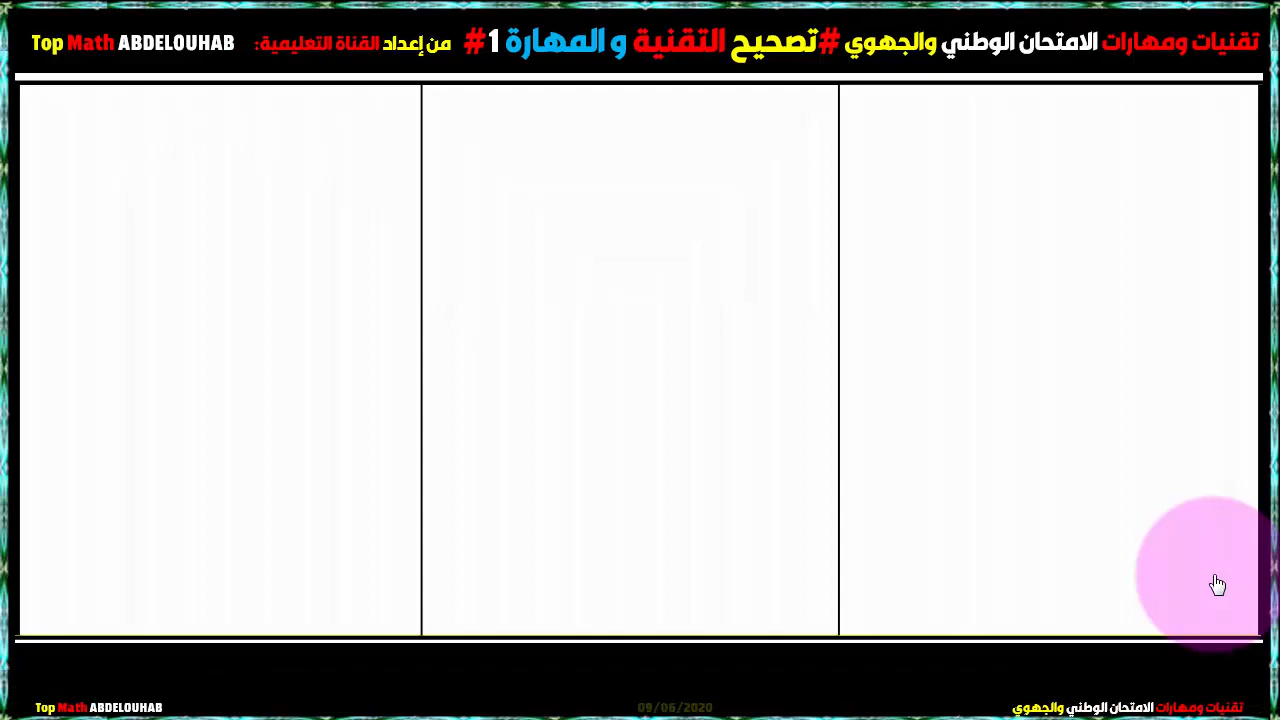 تقنيات ومهارات الامتحان الوطني والجهوي #تصحيح التقنية و المهارة 1# من إعداد القناة التعليمية: Top Math ABDELOUHAB
تقنيات ومهارات الامتحان الوطني والجهوي 09/06/2020 Top Math ABDELOUHAB